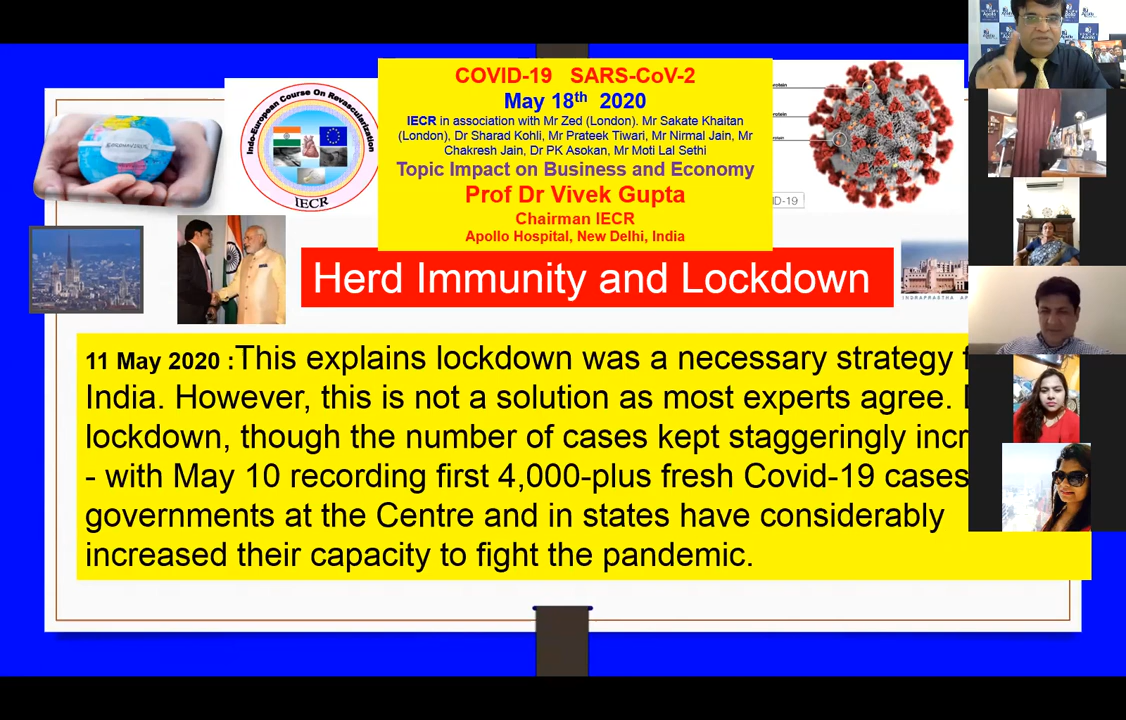 COVID-19 SARS-CoV-2
May 18th 2020
IECR in association with Mr Zed (London). Mr Sakate Khaitan
(London), Dr Sharad Kohli, Mr Prateek Tiwari, Mr Nirmal Jain, Mr
Chakresh Jain, Dr PK Asokan, Mr Moti Lal Sethi
Topic Impact on Business and Economy
Prof Dr Vivek Gupta
Chairman IECR
Apollo Hospital, New Delhi, India
Indo-European Course On Revascularization
IECR
D-19
Herd Immunity and Lockdown
INDRAPRASTHA AP
11 May 2020 :This explains lockdown was a necessary strategy f
India. However, this is not a solution as most experts agree.
lockdown, though the number of cases kept staggeringly incr
- with May 10 recording first 4,000-plus fresh Covid-19 cases
governments at the Centre and in states have considerably
increased their capacity to fight the pandemic.